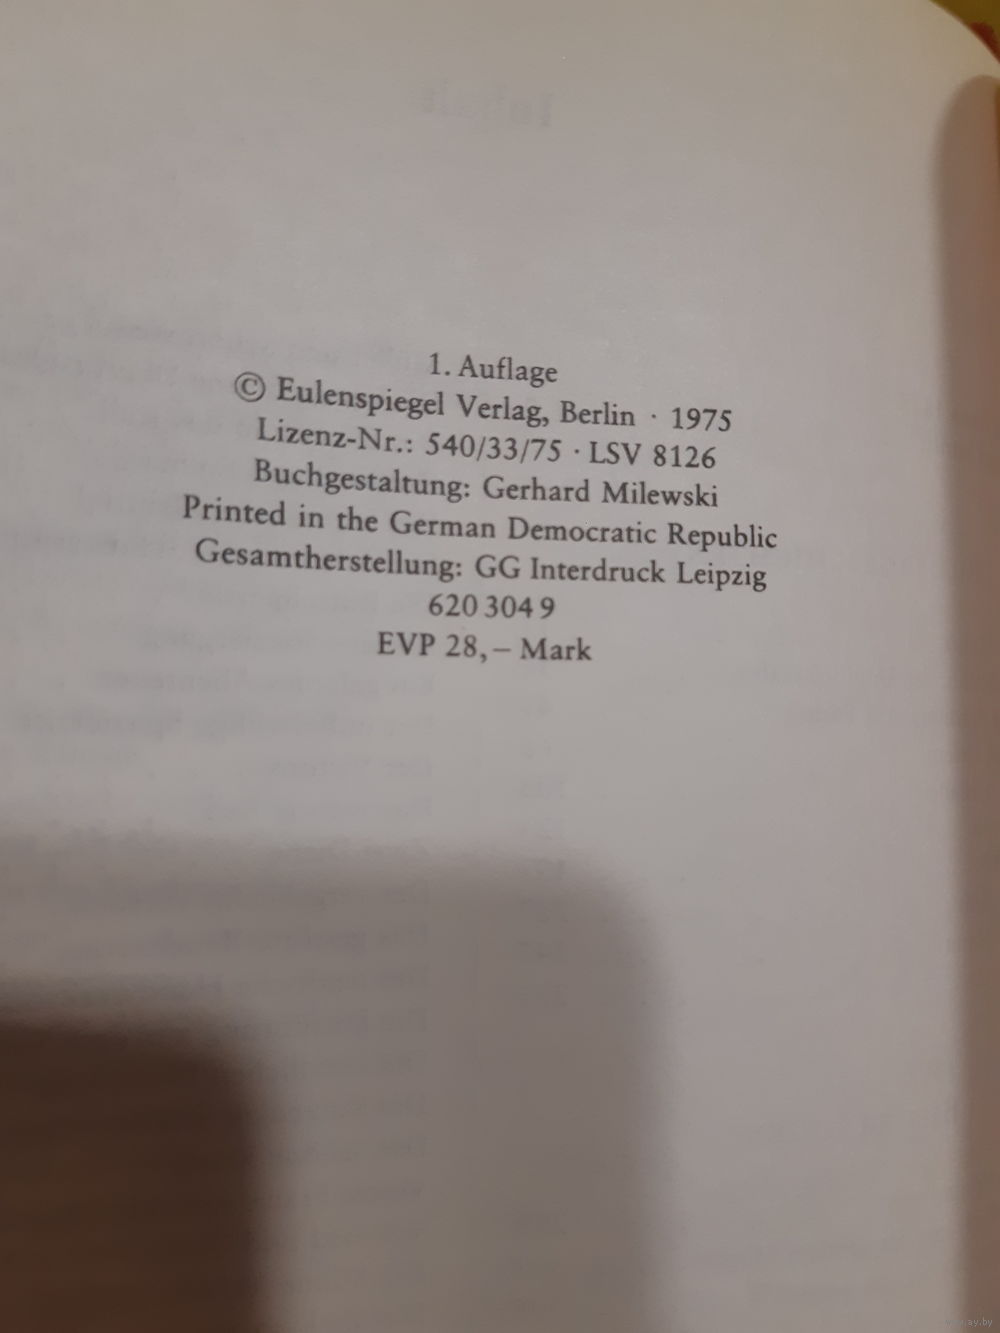 1. Auflage
© Eulenspiegel Verlag, Berlin · 1975
Lizenz-Nr.: 540/33/75 · LSV 8126
Buchgestaltung: Gerhard Milewski
Printed in the German Democratic Republic
Gesamtherstellung: GG Interdruck Leipzig
620 304 9
EVP 28,– Mark